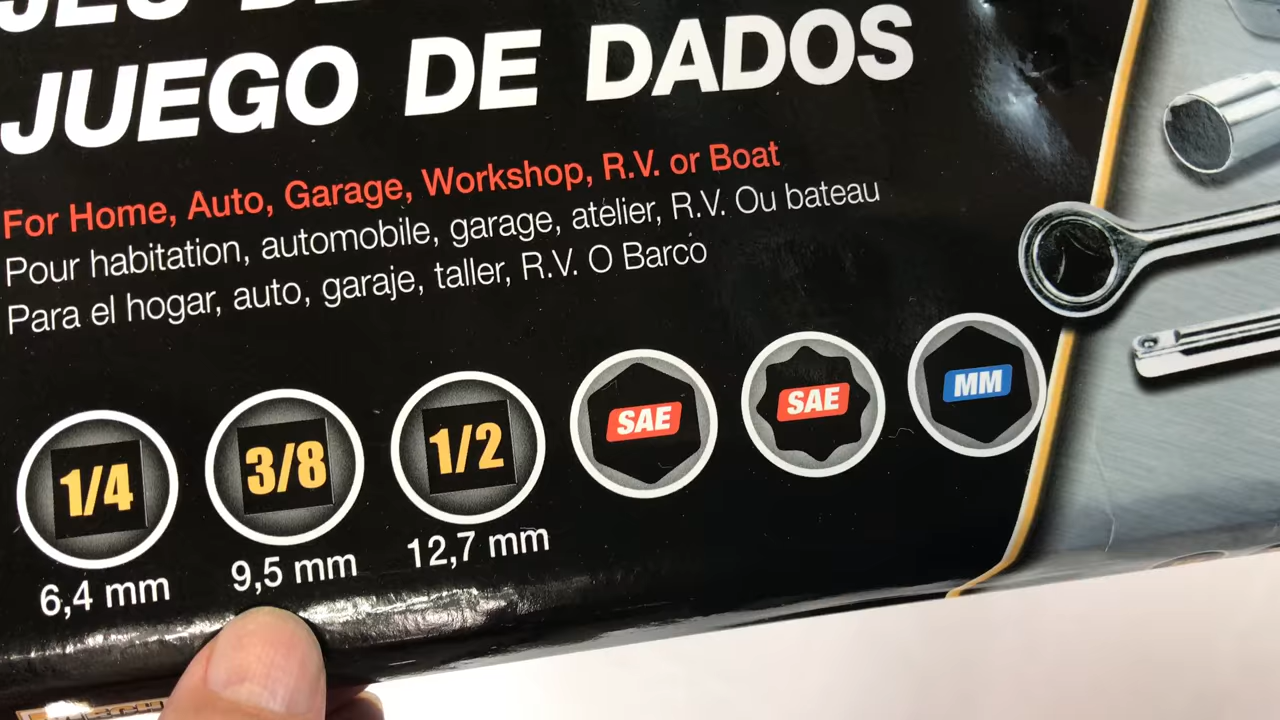 JEU DE
JUEGO DE DADOS
For Home, Auto, Garage, Workshop, R.V. or Boat
Pour habitation, automobile, garage, atelier, R.V. Ou bateau
Para el hogar, auto, garaje, taller, R.V. O Barco
1/4 3/8 1/2 SAE SAE MM
6,4 mm 9,5 mm 12,7 mm